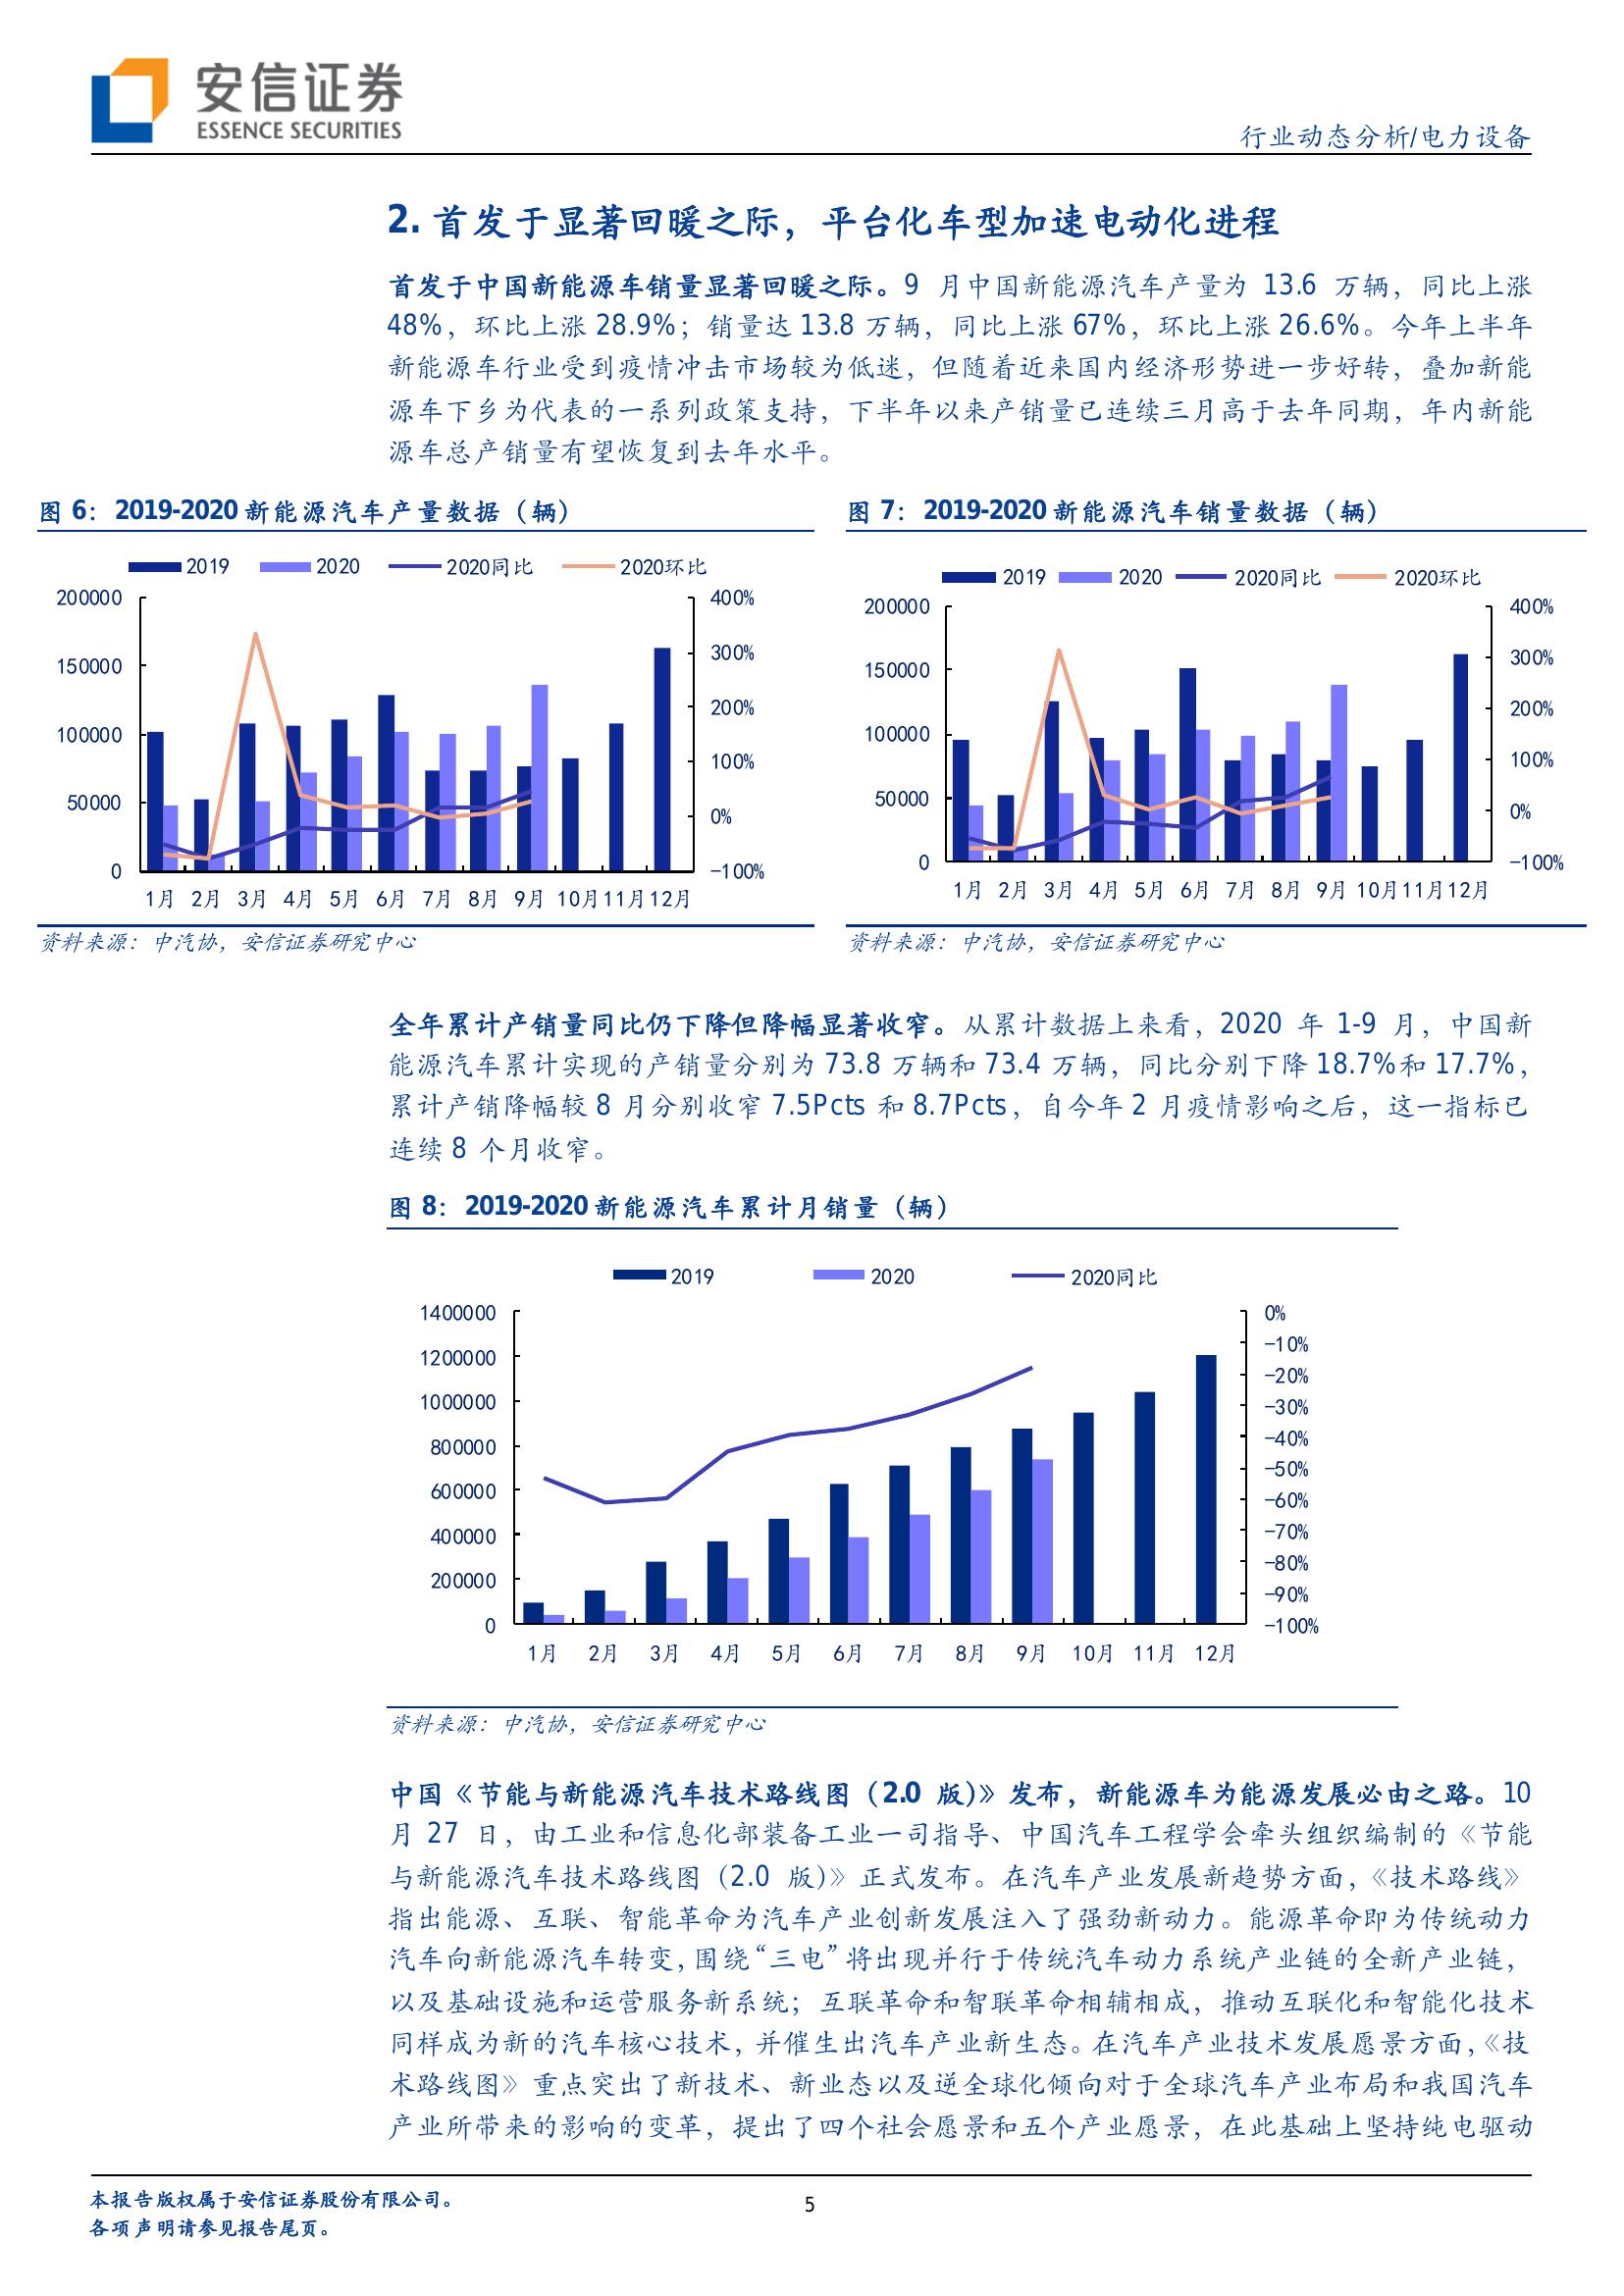 安信证券
ESSENCE SECURITIES
行业动态分析/电力设备
2. 首发于显著回暖之际，平台化车型加速电动化进程
首发于中国新能源车销量显著回暖之际。9 月中国新能源汽车产量为 13.6 万辆，同比上涨
48%，环比上涨 28.9%；销量达 13.8 万辆，同比上涨 67%，环比上涨 26.6%。今年上半年
新能源车行业受到疫情冲击市场较为低迷，但随着近来国内经济形势进一步好转，叠加新能
源车下乡为代表的一系列政策支持，下半年以来产销量已连续三月高于去年同期，年内新能
源车总产销量有望恢复到去年水平。
图 6：2019-2020 新能源汽车产量数据（辆）
2019 2020 2020同比 2020环比
200000
150000
100000
50000
0
400%
300%
200%
100%
0%
-100%
1月 2月 3月 4月 5月 6月 7月 8月 9月 10月 11月 12月
资料来源：中汽协，安信证券研究中心
图 7：2019-2020 新能源汽车销量数据（辆）
2019 2020 2020同比 2020环比
200000
150000
100000
50000
0
400%
300%
200%
100%
0%
-100%
1月 2月 3月 4月 5月 6月 7月 8月 9月 10月 11月 12月
资料来源：中汽协，安信证券研究中心
全年累计产销量同比仍下降但降幅显著收窄。从累计数据上来看，2020 年 1-9 月，中国新
能源汽车累计实现的产销量分别为 73.8 万辆和 73.4 万辆，同比分别下降 18.7%和 17.7%，
累计产销降幅较 8 月分别收窄 7.5Pcts 和 8.7Pcts，自今年 2 月疫情影响之后，这一指标已
连续 8 个月收窄。
图 8：2019-2020 新能源汽车累计月销量（辆）
2019 2020 2020同比
1400000
1200000
1000000
800000
600000
400000
200000
0
0%
-10%
-20%
-30%
-40%
-50%
-60%
-70%
-80%
-90%
-100%
1月 2月 3月 4月 5月 6月 7月 8月 9月 10月 11月 12月
资料来源：中汽协，安信证券研究中心
中国《节能与新能源汽车技术路线图（2.0 版）》发布，新能源车为能源发展必由之路。10
月 27 日，由工业和信息化部装备工业一司指导、中国汽车工程学会牵头组织编制的《节能
与新能源汽车技术路线图（2.0 版）》正式发布。在汽车产业发展新趋势方面，《技术路线》
指出能源、互联、智能革命为汽车产业创新发展注入了强劲新动力。能源革命即为传统动力
汽车向新能源汽车转变，围绕“三电”将出现并行于传统汽车动力系统产业链的全新产业链，
以及基础设施和运营服务新系统；互联革命和智联革命相辅相成，推动互联化和智能化技术
同样成为新的汽车核心技术，并催生出汽车产业新生态。在汽车产业技术发展愿景方面，《技
术路线图》重点突出了新技术、新业态以及逆全球化倾向对于全球汽车产业布局和我国汽车
产业所带来的影响的变革，提出了四个社会愿景和五个产业愿景，在此基础上坚持纯电驱动
本报告版权属于安信证券股份有限公司。
各项声明请参见报告尾页。
5